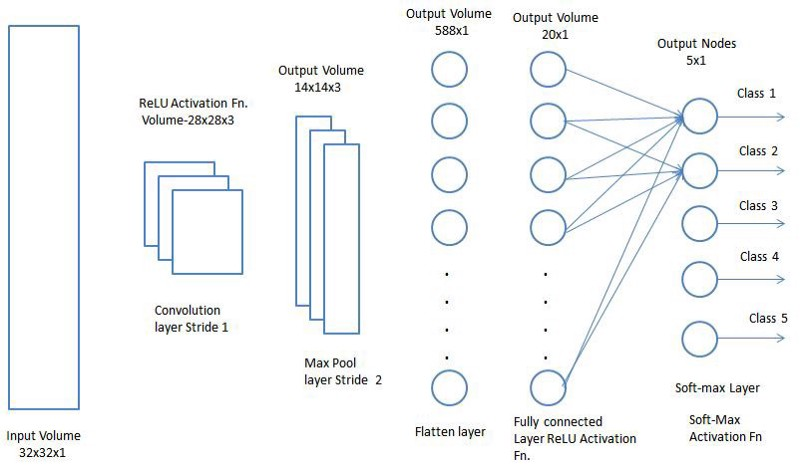 Input Volume
32x32x1
ReLU Activation Fn.
Volume-28x28x3
Convolution
layer Stride 1
Output Volume
14x14x3
Max Pool
layer Stride 2
Output Volume
588x1
Flatten layer
Output Volume
20x1
Fully connected
Layer ReLU Activation
Fn.
Output Nodes
5x1
Class 1
Class 2
Class 3
Class 4
Class 5
Soft-max Layer
Soft-Max
Activation Fn